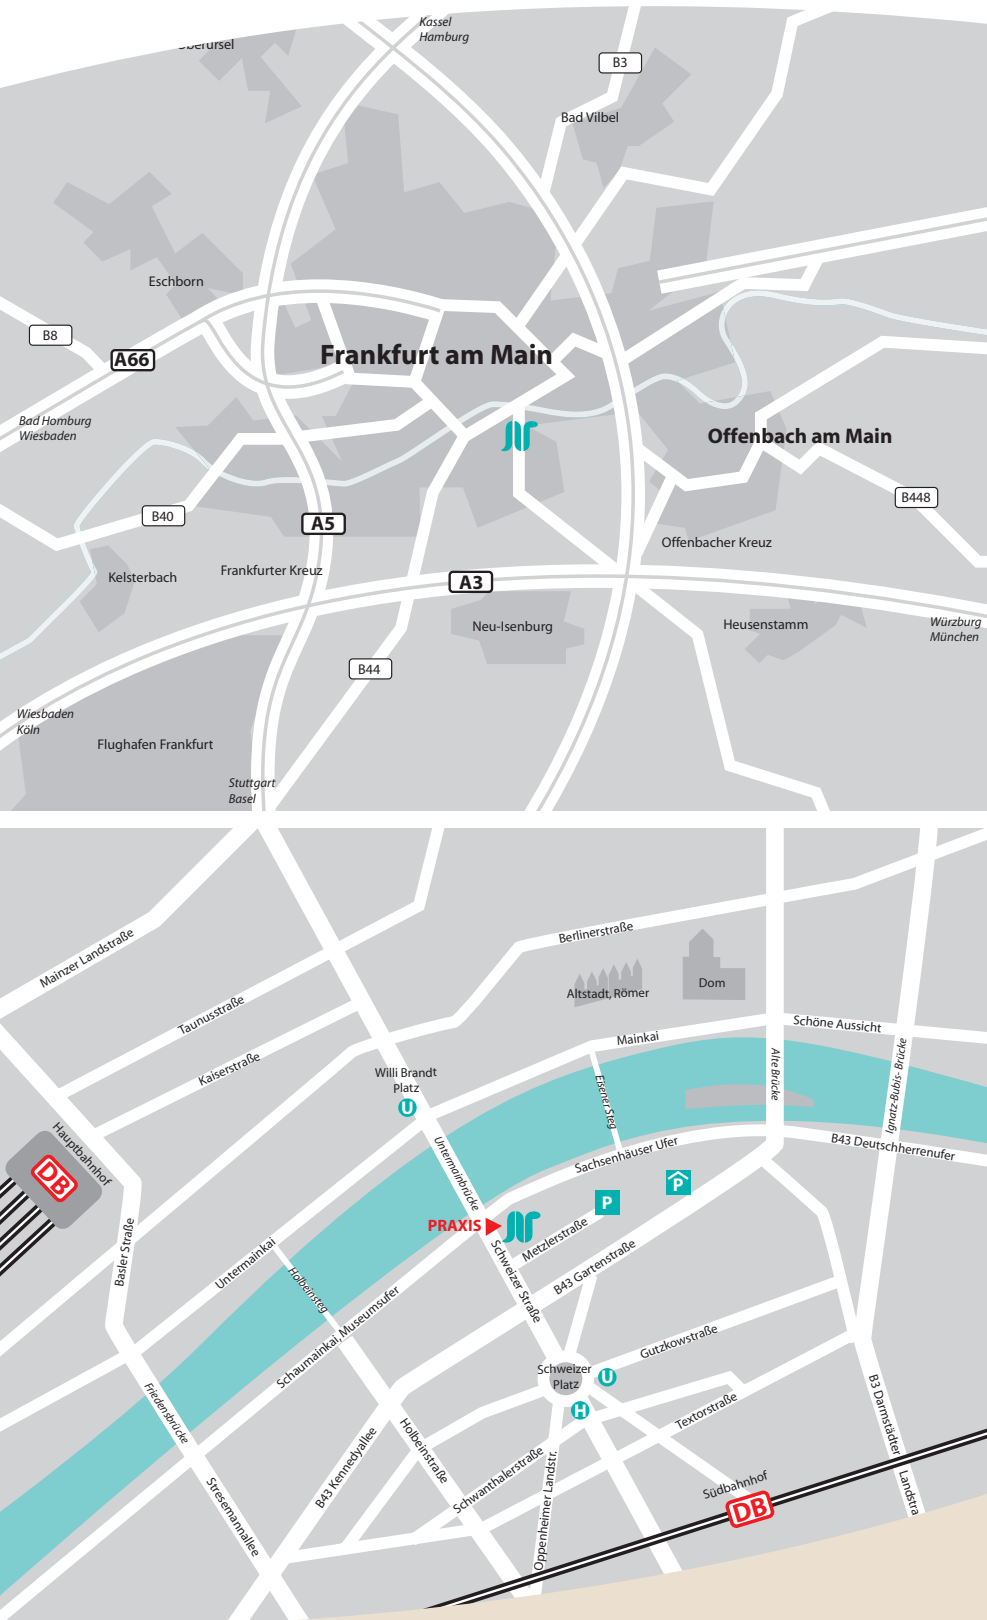 Kassel
Hamburg
Oberursel
B3
Bad Vilbel
Eschborn
B8
A66
Frankfurt am Main
Bad Homburg
Wiesbaden
Offenbach am Main
B448
B40
A5
Offenbacher Kreuz
Kelsterbach
Frankfurter Kreuz
A3
Neu-Isenburg
Heusenstamm
Würzburg
München
B44
Wiesbaden
Köln
Flughafen Frankfurt
Stuttgart
Basel
Mainzer Landstraße
Berlinerstraße
Altstadt, Römer
Dom
Taunusstraße
Mainkai
Schöne Aussicht
Kaiserstraße
Willi Brandt
Platz
U
Eisener Steg
Alte Brücke
Ignatz-Bubis- Brücke
Hauptbahnhof
DB
Untermainbrücke
Sachsenhäuser Ufer
B43 Deutschherrenufer
P
P
PRAXIS
Basler Straße
Untermainkai
Holbeinsteg
Schweizer Straße
Metzlerstraße
B43 Gartenstraße
Schaumainkai, Museumsufer
Gutzkowstraße
Schweizer
Platz
U
H
Friedensbrücke
B43 Kennedyallee
Holbeinstraße
Textorstraße
B3 Darmstädter Landstra
Schwanthalerstraße
Stresemannallee
Oppenheimer Landstr.
Südbahnhof
DB